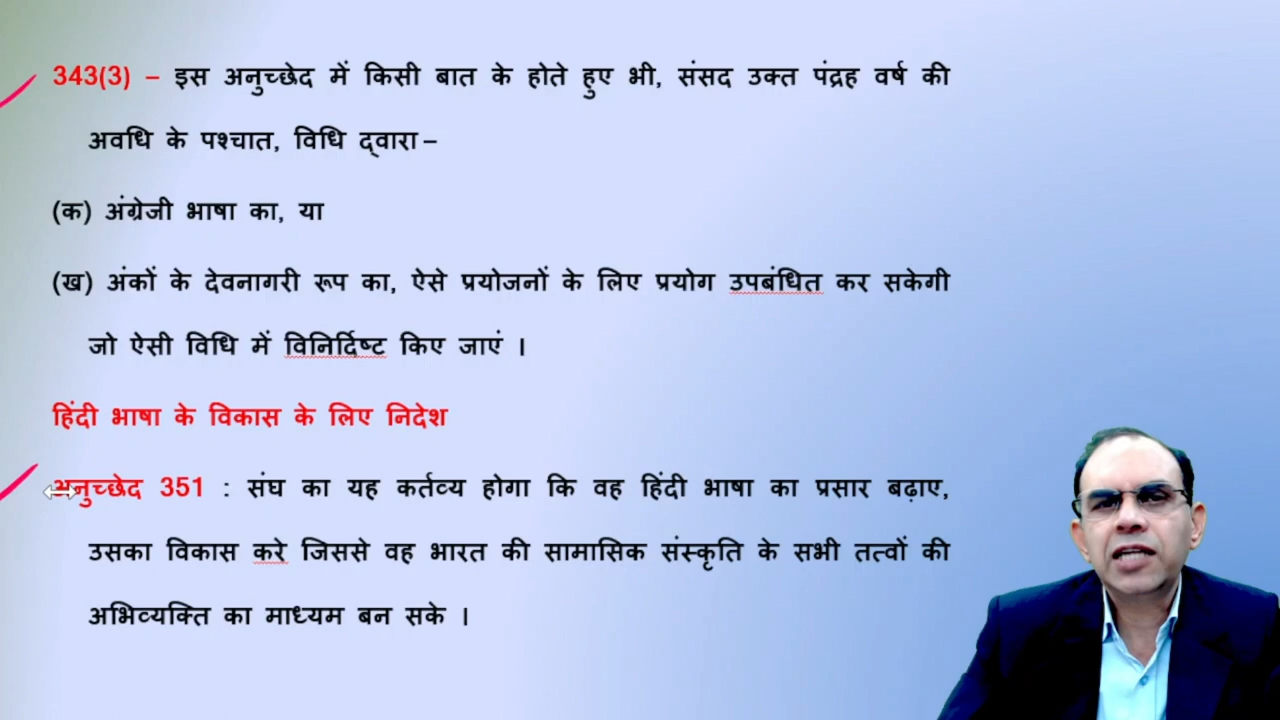 343(3) – इस अनुच्छेद में किसी बात के होते हुए भी, संसद उक्त पंद्रह वर्ष की
अवधि के पश्चात, विधि द्वारा –
(क) अंग्रेजी भाषा का, या
(ख) अंकों के देवनागरी रूप का, ऐसे प्रयोजनों के लिए प्रयोग उपबंधित कर सकेगी
जो ऐसी विधि में विनिर्दिष्ट किए जाएं ।
हिंदी भाषा के विकास के लिए निदेश
अनुच्छेद 351 : संघ का यह कर्तव्य होगा कि वह हिंदी भाषा का प्रसार बढ़ाए,
उसका विकास करे जिससे वह भारत की सामासिक संस्कृति के सभी तत्वों की
अभिव्यक्ति का माध्यम बन सके ।